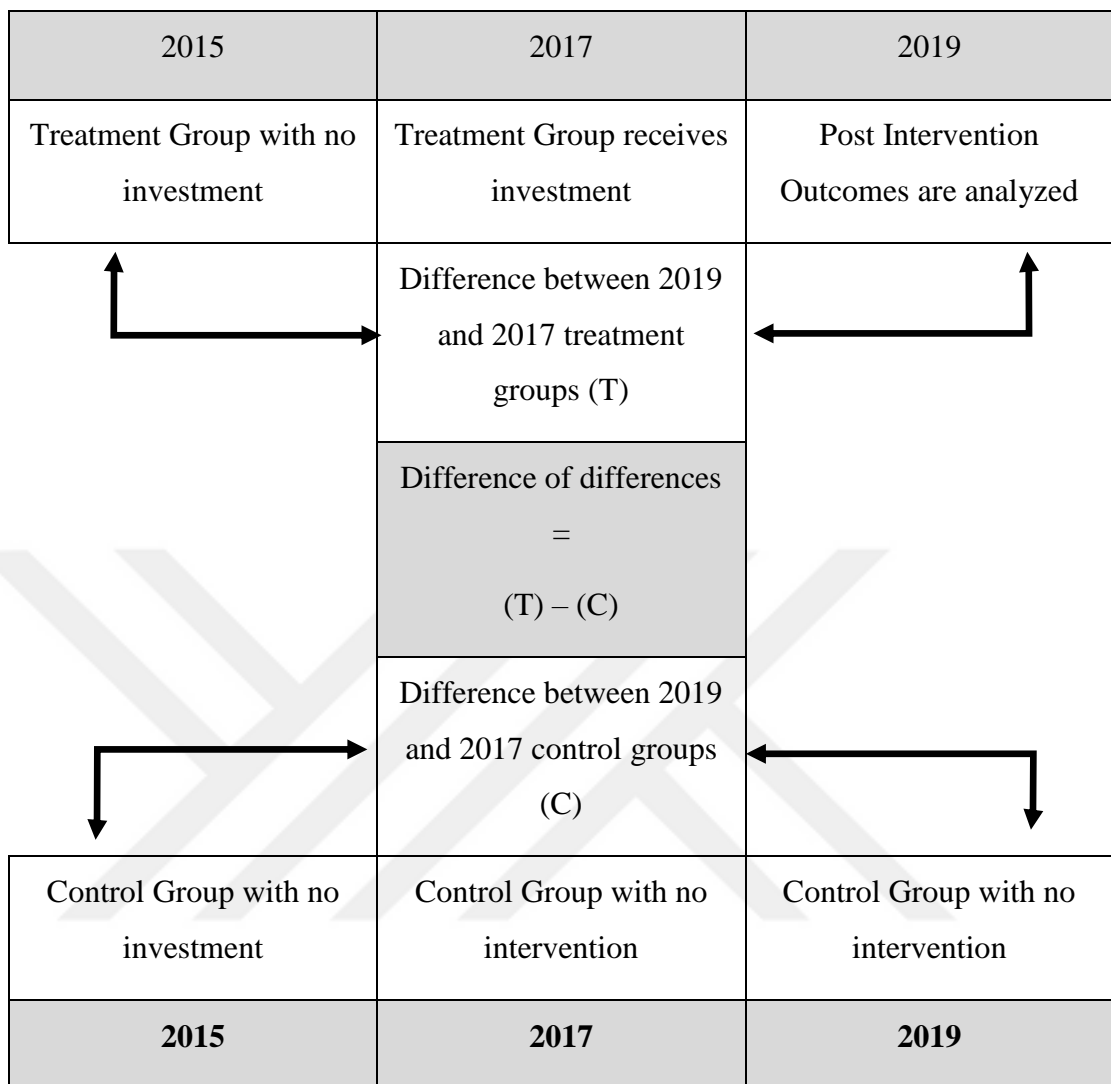 2015
2017
2019
Treatment Group with no
investment
Treatment Group receives
investment
Post Intervention
Outcomes are analyzed
Difference between 2019
and 2017 treatment
groups (T)
Difference of differences
=
(T) – (C)
Difference between 2019
and 2017 control groups
(C)
Control Group with no
investment
Control Group with no
intervention
Control Group with no
intervention
2015
2017
2019